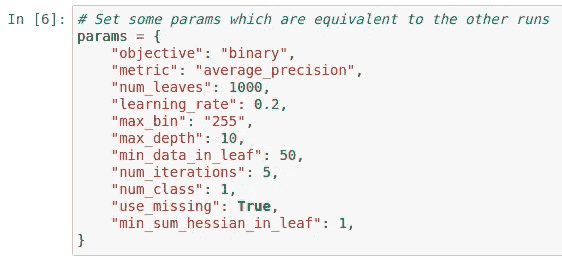 In [6]: # Set some params which are equivalent to the other runs
params = {
    "objective": "binary",
    "metric": "average_precision",
    "num_leaves": 1000,
    "learning_rate": 0.2,
    "max_bin": "255",
    "max_depth": 10,
    "min_data_in_leaf": 50,
    "num_iterations": 5,
    "num_class": 1,
    "use_missing": True,
    "min_sum_hessian_in_leaf": 1,
}